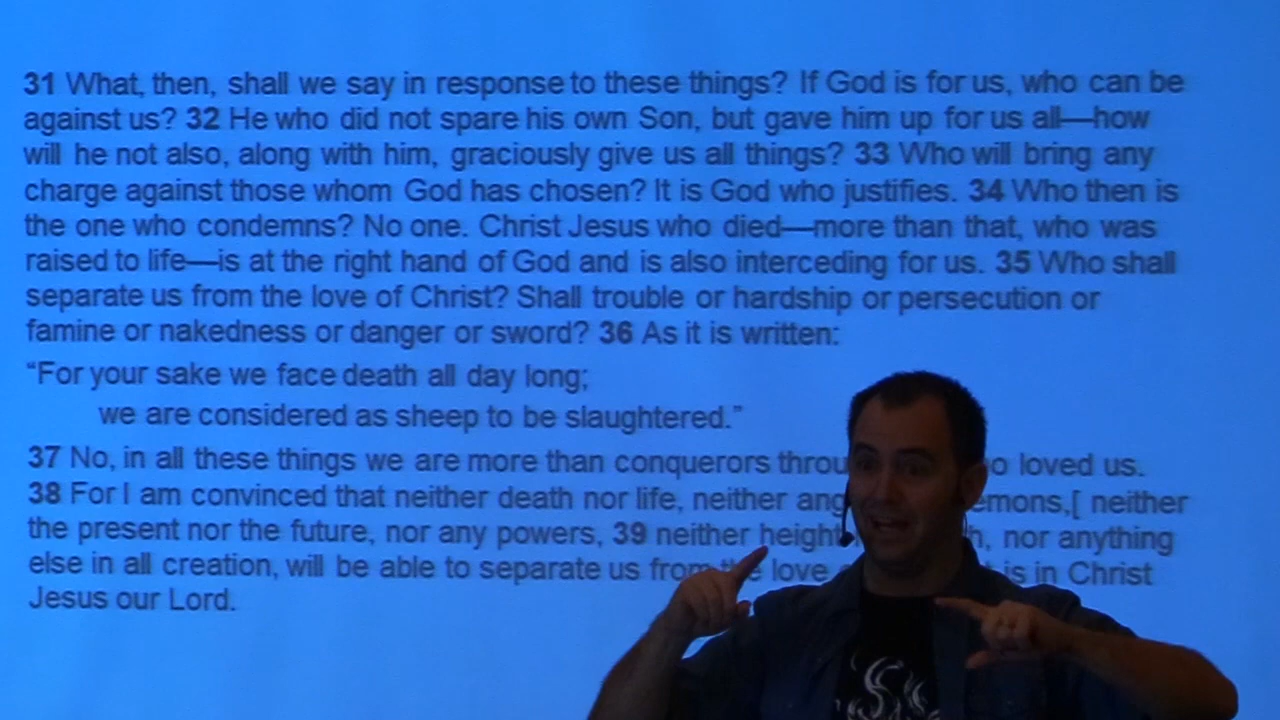 31 What, then, shall we say in response to these things? If God is for us, who can be
against us? 32 He who did not spare his own Son, but gave him up for us all—how
will he not also, along with him, graciously give us all things? 33 Who will bring any
charge against those whom God has chosen? It is God who justifies. 34 Who then is
the one who condemns? No one. Christ Jesus who died—more than that, who was
raised to life—is at the right hand of God and is also interceding for us. 35 Who shall
separate us from the love of Christ? Shall trouble or hardship or persecution or
famine or nakedness or danger or sword? 36 As it is written:
“For your sake we face death all day long;
we are considered as sheep to be slaughtered.”
37 No, in all these things we are more than conquerors loved us.
38 For I am convinced that neither death nor life, neither neither
the present nor the future, nor any powers, 39 neither height nor anything
else in all creation, will be able to separate us from the love is in Christ
Jesus our Lord.